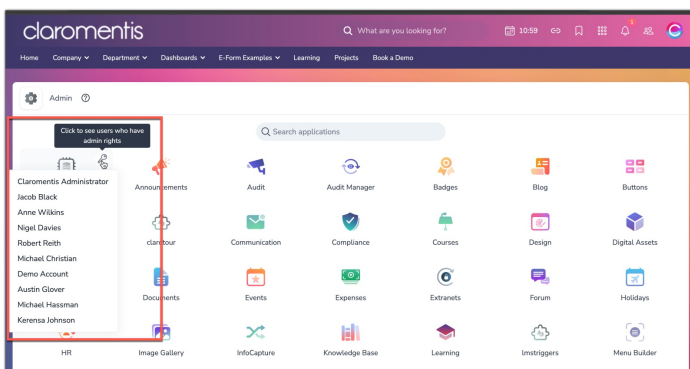 claromentis
What are you looking for?
10:59
1
Home Company Department Dashboards E-Form Examples Learning Projects Book a Demo
Admin
Click to see users who have
admin rights
Search applications
Announcements Audit Audit Manager Badges Blog Buttons
Claromentis Administrator
Jacob Black
Anne Wilkins
Nigel Davies
Robert Reith
Michael Christian
Demo Account
Austin Glover
Michael Hassman
Kerensa Johnson
clarotour Communication Compliance Courses Design Digital Assets
Documents Events Expenses Extranets Forum Holidays
HR Image Gallery InfoCapture Knowledge Base Learning lmstriggers Menu Builder